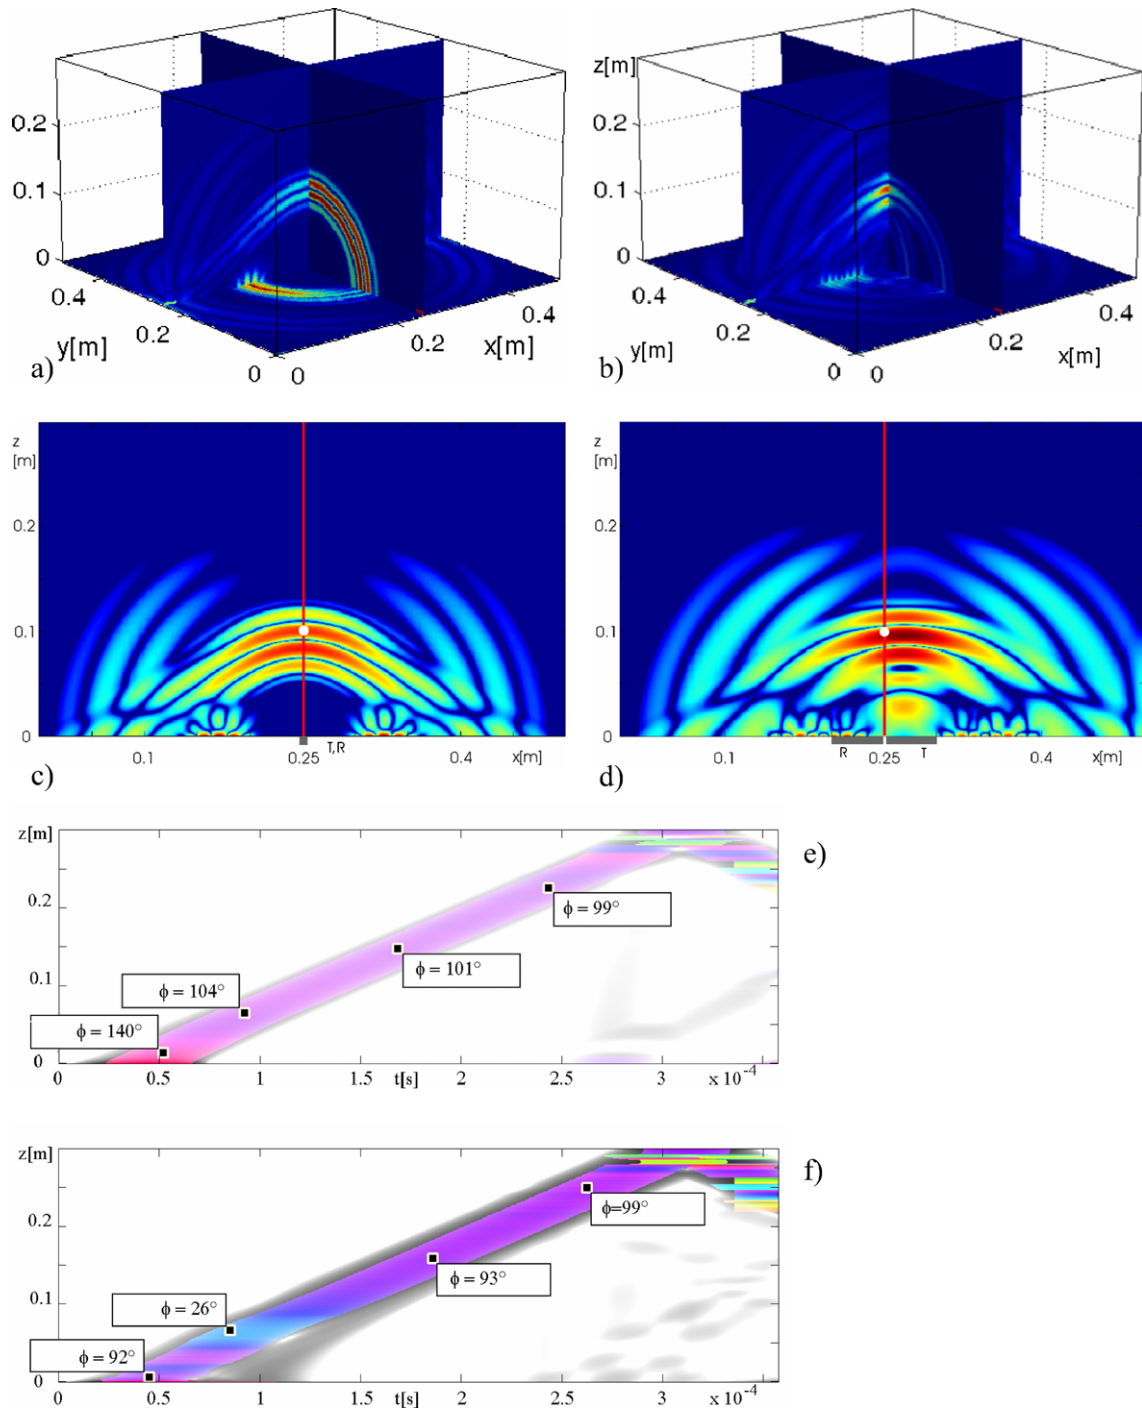 0.2
0.1
0
0.4
y[m]
0.2
0
0
0.2
x[m]
0.4
a)
z[m]
0.2
0.1
0
0.4
y[m]
0.2
0
0
0.2
x[m]
0.4
b)
z
[m]
0.2
0.1
0
0.1
0.25
T,R
0.4
x[m]
c)
z
[m]
0.2
0.1
0
0.1
R
0.25
T
0.4
x[m]
d)
z[m]
0.2
0.1
0
ϕ = 140°
ϕ = 104°
ϕ = 101°
ϕ = 99°
0 0.5 1 1.5 t[s] 2 2.5 x 10⁻⁴
e)
z[m]
0.2
0.1
0
ϕ = 92°
ϕ = 26°
ϕ = 93°
ϕ=99°
0 0.5 1 1.5 t[s] 2 2.5 x 10⁻⁴
f)